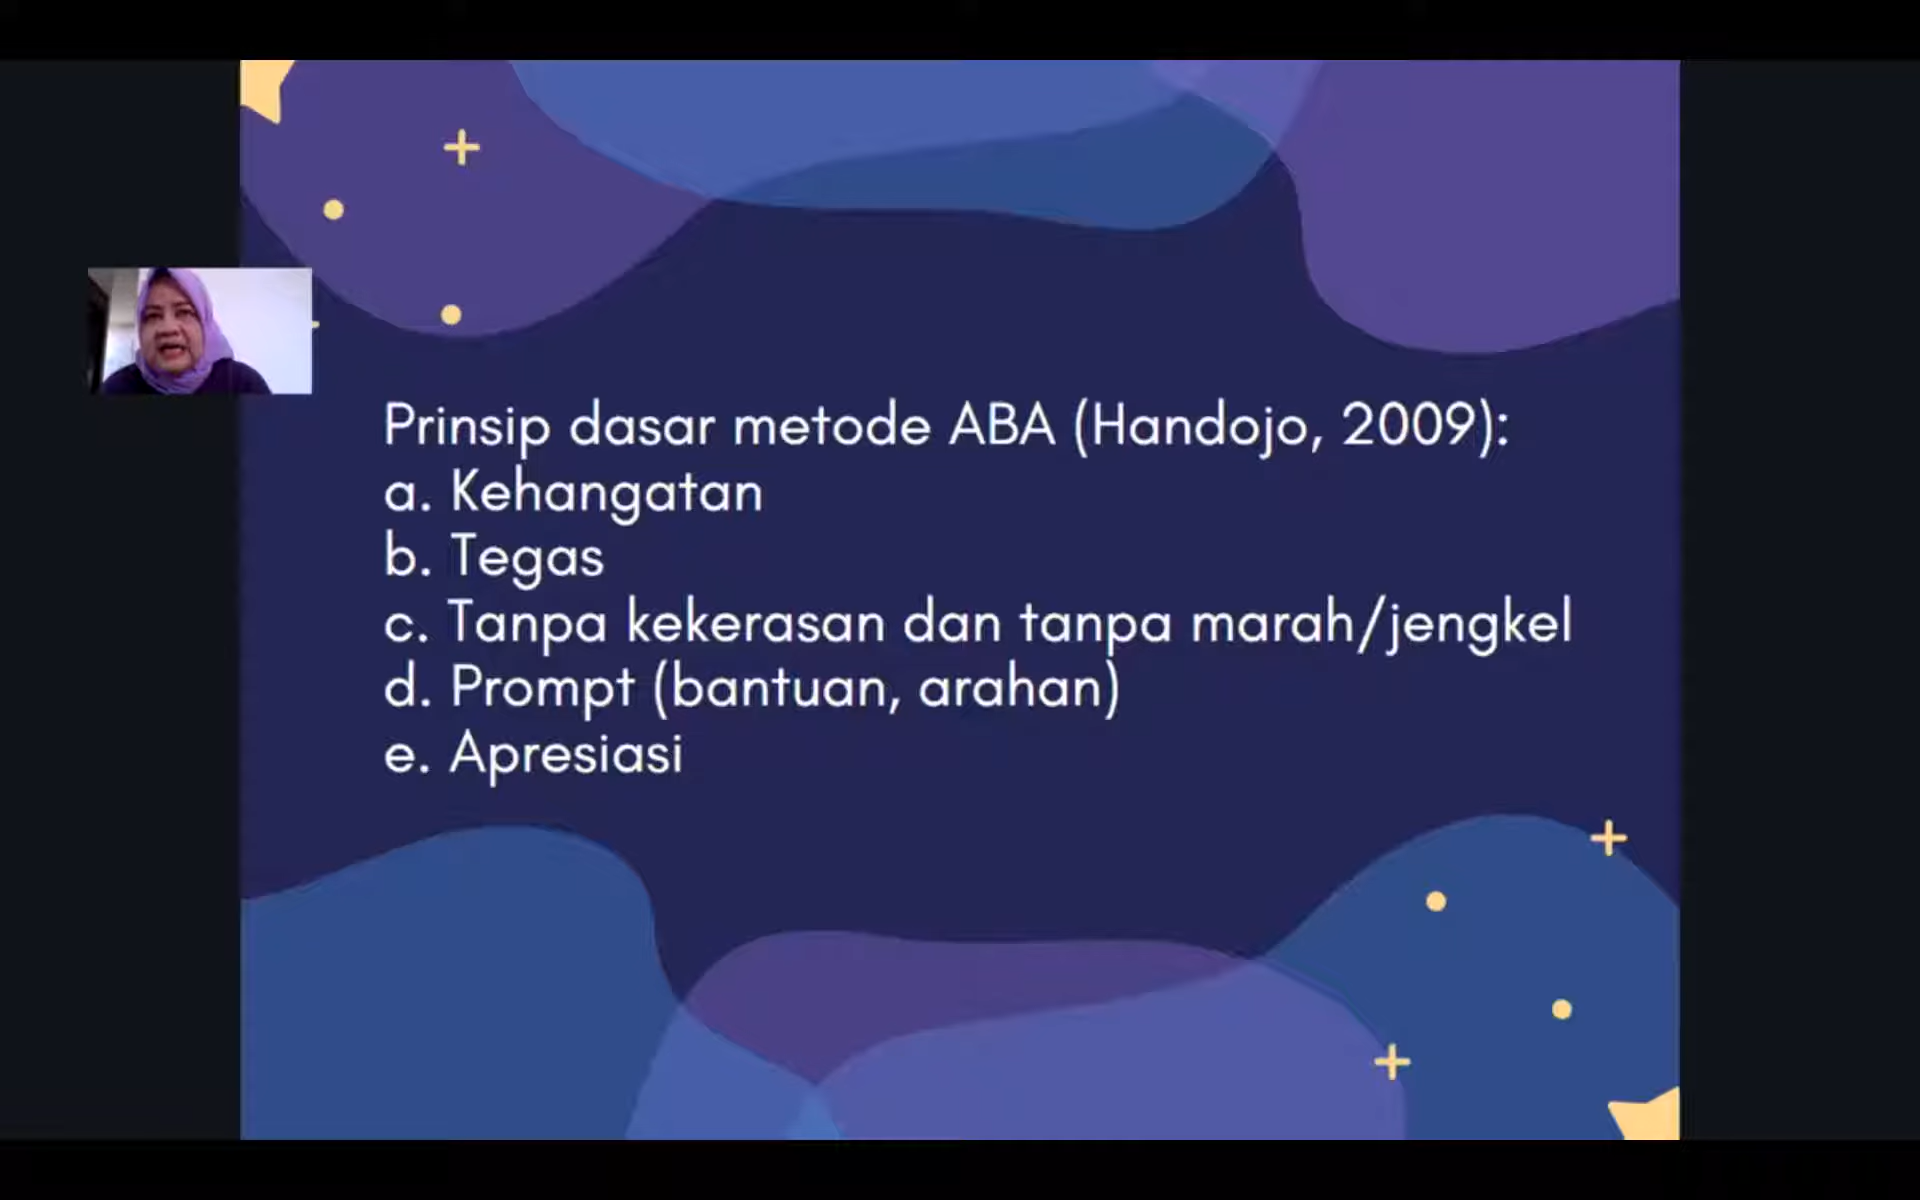 Prinsip dasar metode ABA (Handojo, 2009):
a. Kehangatan
b. Tegas
c. Tanpa kekerasan dan tanpa marah/jengkel
d. Prompt (bantuan, arahan)
e. Apresiasi